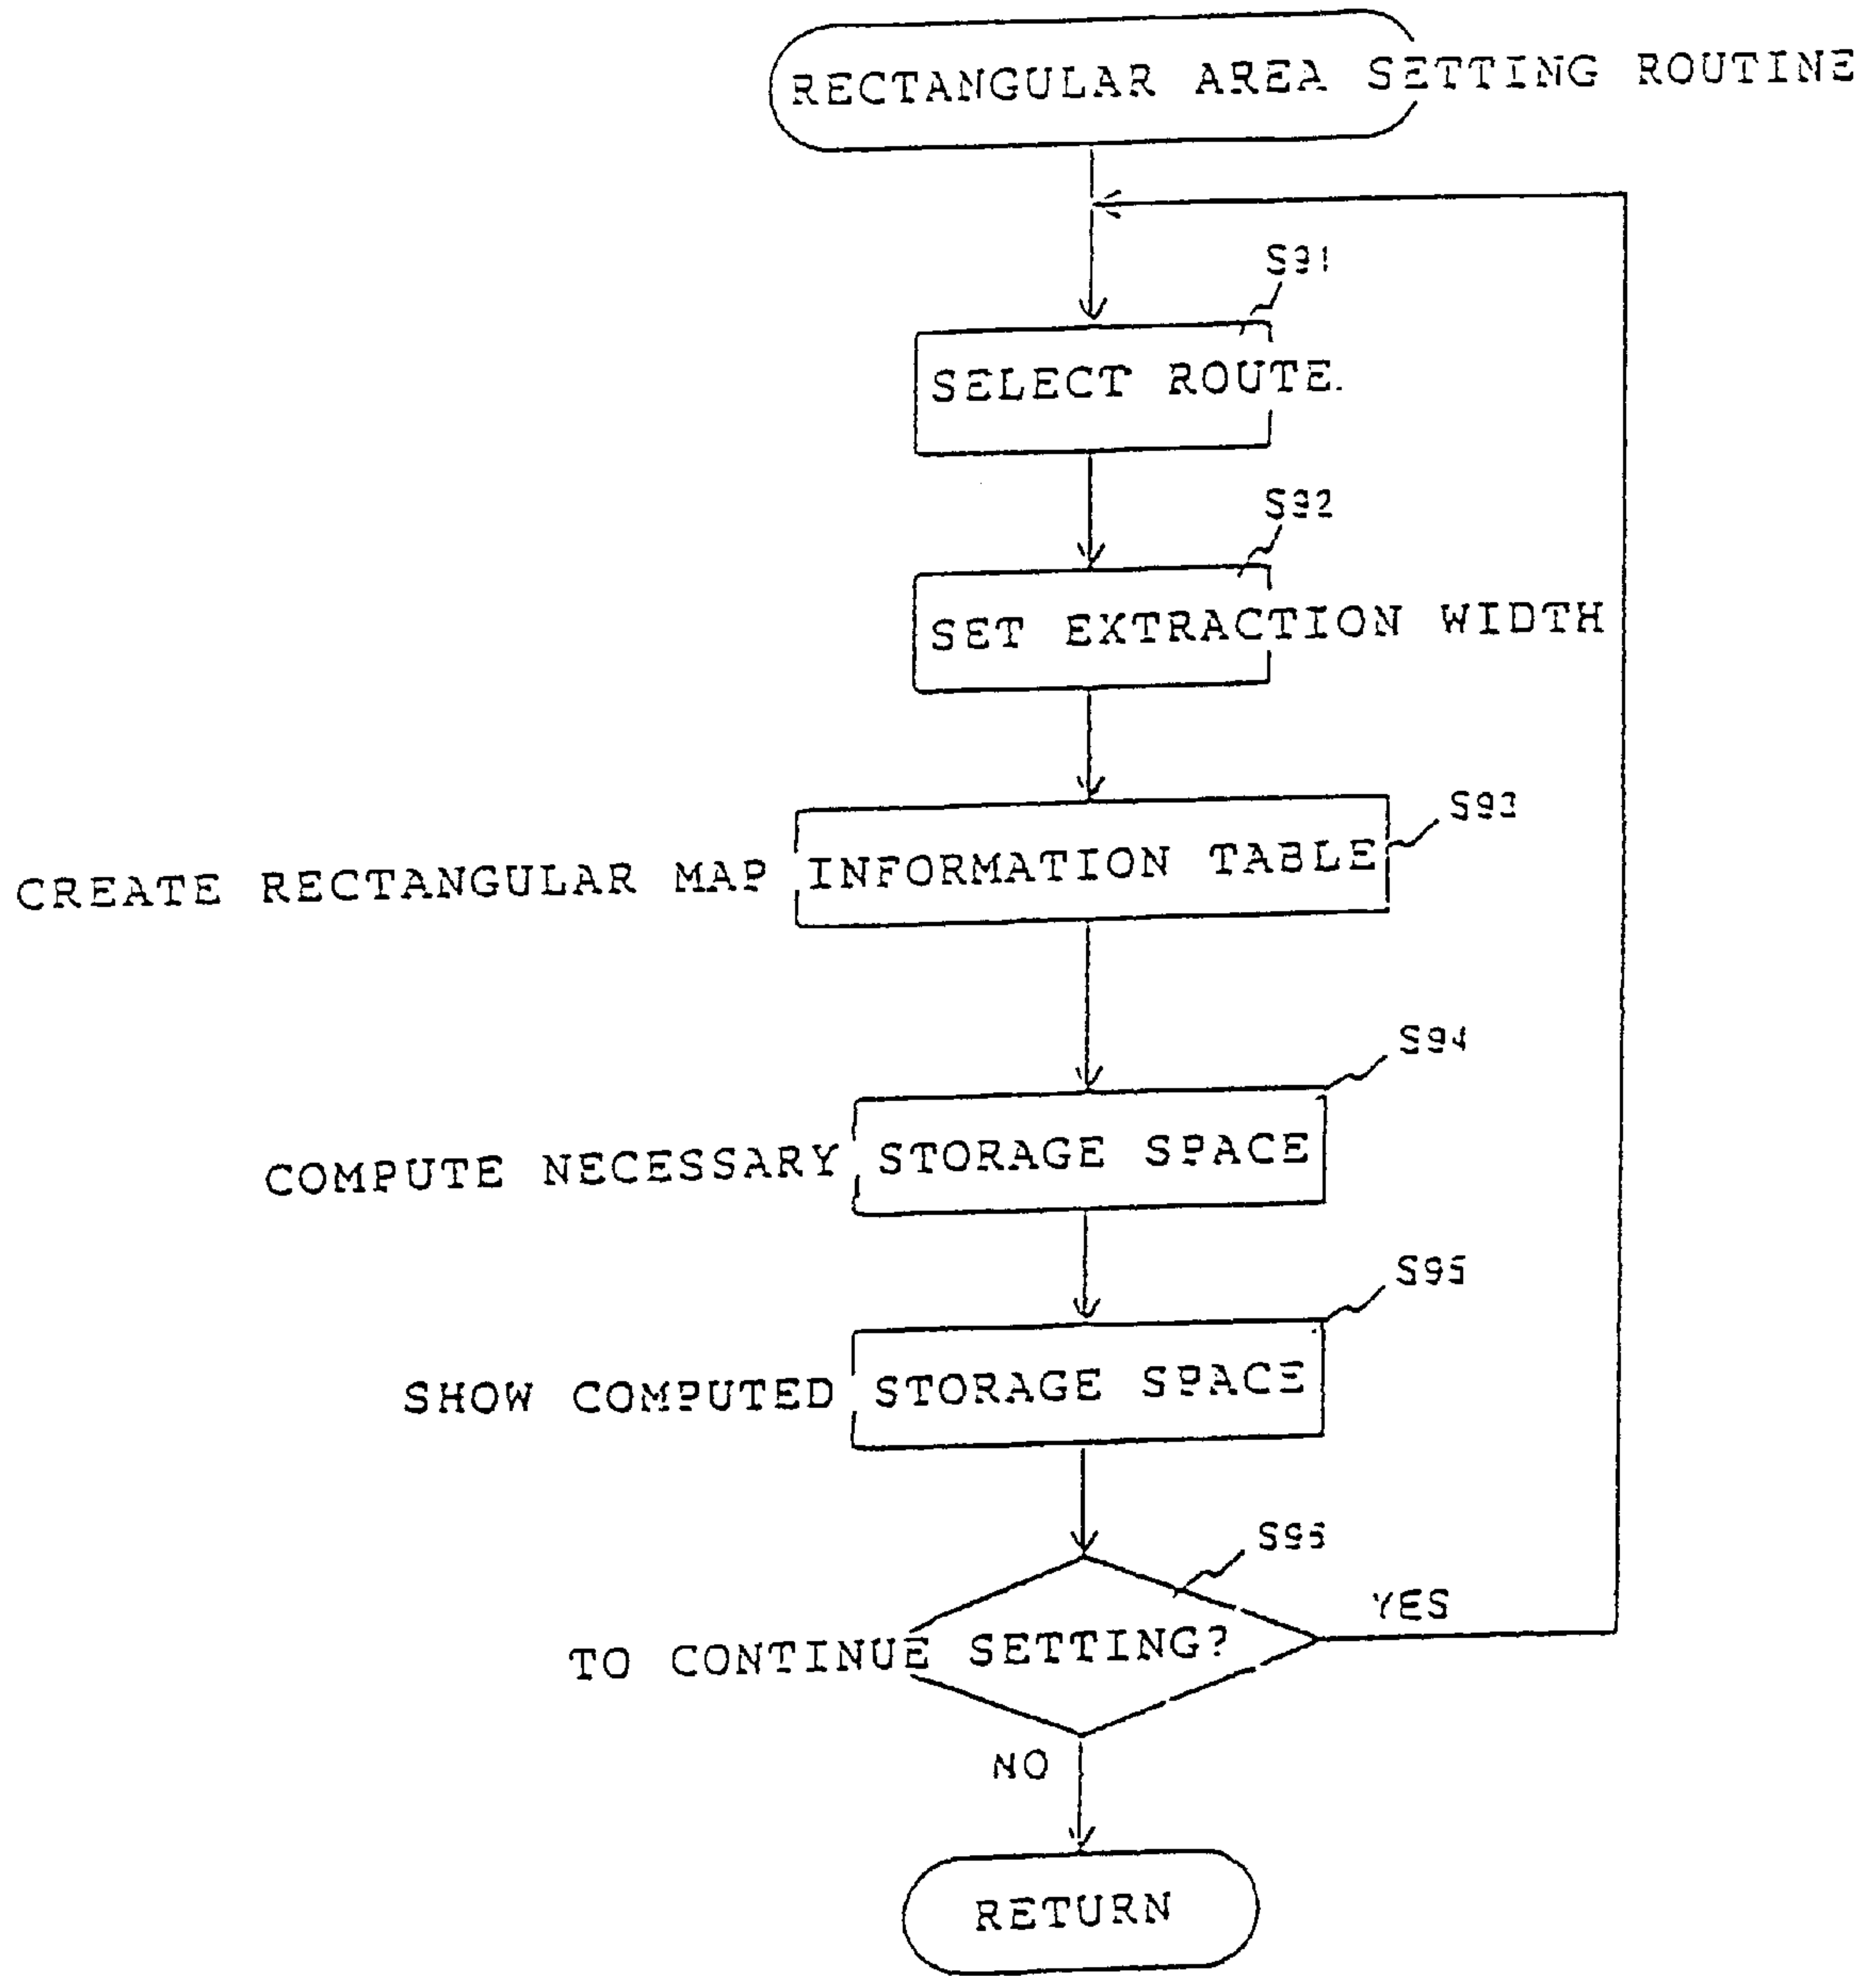 RECTANGULAR AREA SETTING ROUTINE
S91
SELECT ROUTE.
S92
SET EXTRACTION WIDTH
S93
CREATE RECTANGULAR MAP INFORMATION TABLE
S94
COMPUTE NECESSARY STORAGE SPACE
S95
SHOW COMPUTED STORAGE SPACE
S96
TO CONTINUE SETTING?
YES
NO
RETURN